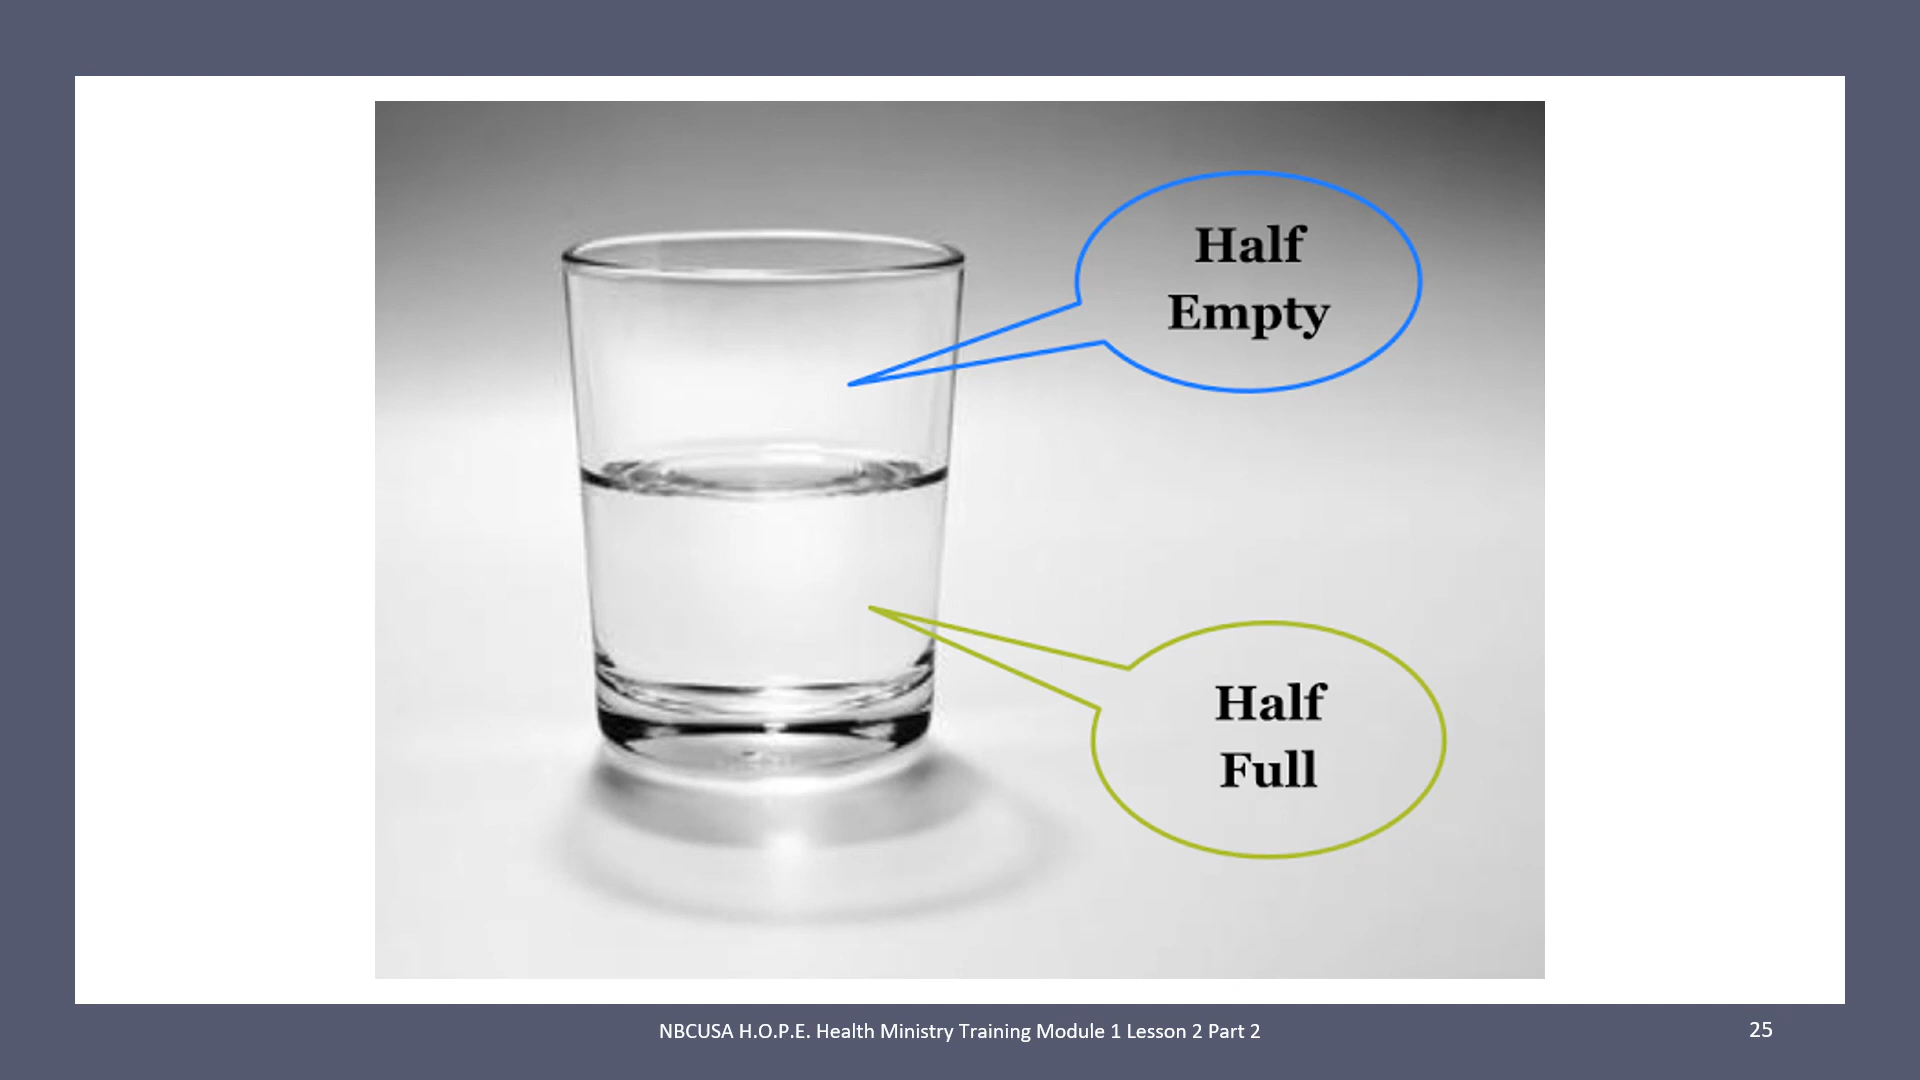 Half
Empty
Half
Full
NBCUSA H.O.P.E. Health Ministry Training Module 1 Lesson 2 Part 2
25